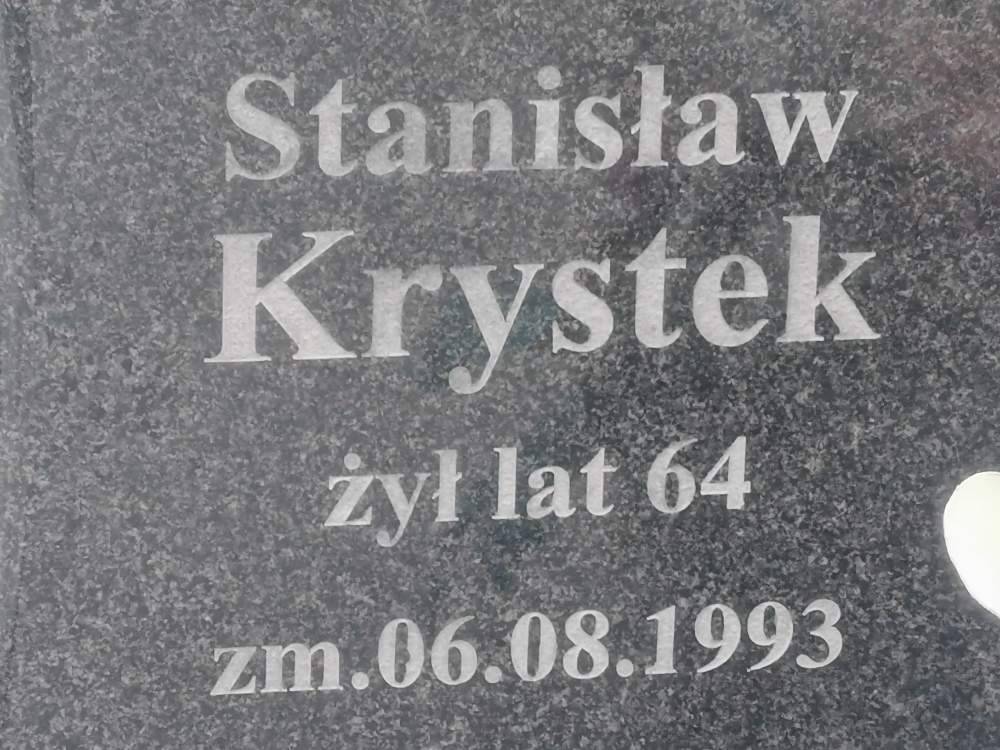 Stanisław
Krystek
żył lat 64
zm.06.08.1993